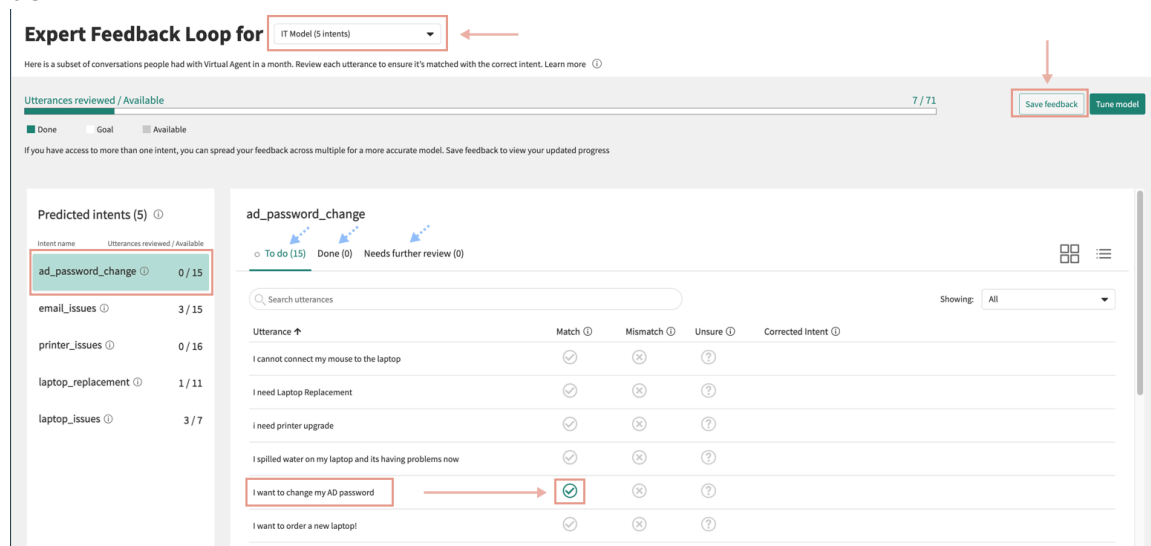 Expert Feedback Loop for IT Model (5 intents)
Here is a subset of conversations people had with Virtual Agent in a month. Review each utterance to ensure it's matched with the correct intent. Learn more
Utterances reviewed / Available 7 / 71 Save feedback Tune model
Done Goal Available
If you have access to more than one intent, you can spread your feedback across multiple for a more accurate model. Save feedback to view your updated progress
Predicted intents (5)
Intent name Utterances reviewed / Available
ad_password_change 0 / 15
email_issues 3 / 15
printer_issues 0 / 16
laptop_replacement 1 / 11
laptop_issues 3 / 7
ad_password_change
To do (15) Done (0) Needs further review (0)
Search utterances Showing: All
Utterance Match Mismatch Unsure Corrected Intent
I cannot connect my mouse to the laptop
I need Laptop Replacement
i need printer upgrade
I spilled water on my laptop and its having problems now
I want to change my AD password
I want to order a new laptop!